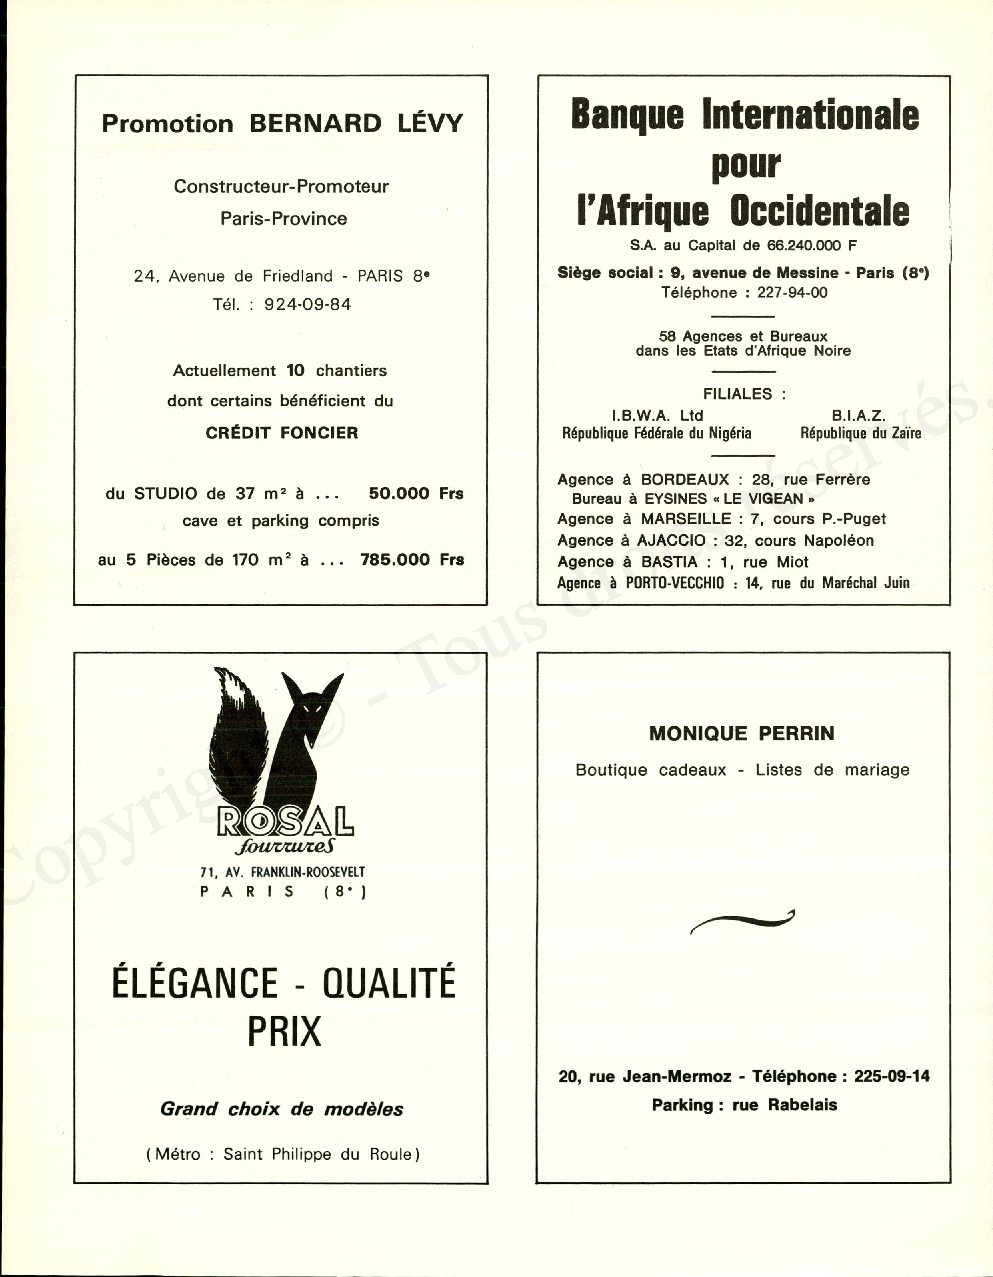 Promotion BERNARD LÉVY
Constructeur-Promoteur
Paris-Province
24, Avenue de Friedland - PARIS 8e
Tél. : 924-09-84
Actuellement 10 chantiers
dont certains bénéficient du
CRÉDIT FONCIER
du STUDIO de 37 m² à ... 50.000 Frs
cave et parking compris
au 5 Pièces de 170 m² à ... 785.000 Frs
Banque Internationale
pour
l'Afrique Occidentale
S.A. au Capital de 66.240.000 F
Siège social : 9, avenue de Messine - Paris (8e)
Téléphone : 227-94-00
58 Agences et Bureaux
dans les Etats d'Afrique Noire
FILIALES :
I.B.W.A. Ltd B.I.A.Z.
République Fédérale du Nigéria République du Zaïre
Agence à BORDEAUX : 28, rue Ferrère
Bureau à EYSINES « LE VIGEAN »
Agence à MARSEILLE : 7, cours P.-Puget
Agence à AJACCIO : 32, cours Napoléon
Agence à BASTIA : 1, rue Miot
Agence à PORTO-VECCHIO : 14, rue du Maréchal Juin
ROSAL
fourrures
71, AV. FRANKLIN-ROOSEVELT
PARIS (8e)
ÉLÉGANCE - QUALITÉ
PRIX
Grand choix de modèles
(Métro : Saint Philippe du Roule)
MONIQUE PERRIN
Boutique cadeaux - Listes de mariage
20, rue Jean-Mermoz - Téléphone : 225-09-14
Parking : rue Rabelais
Copyright © - Tous droits réservés.